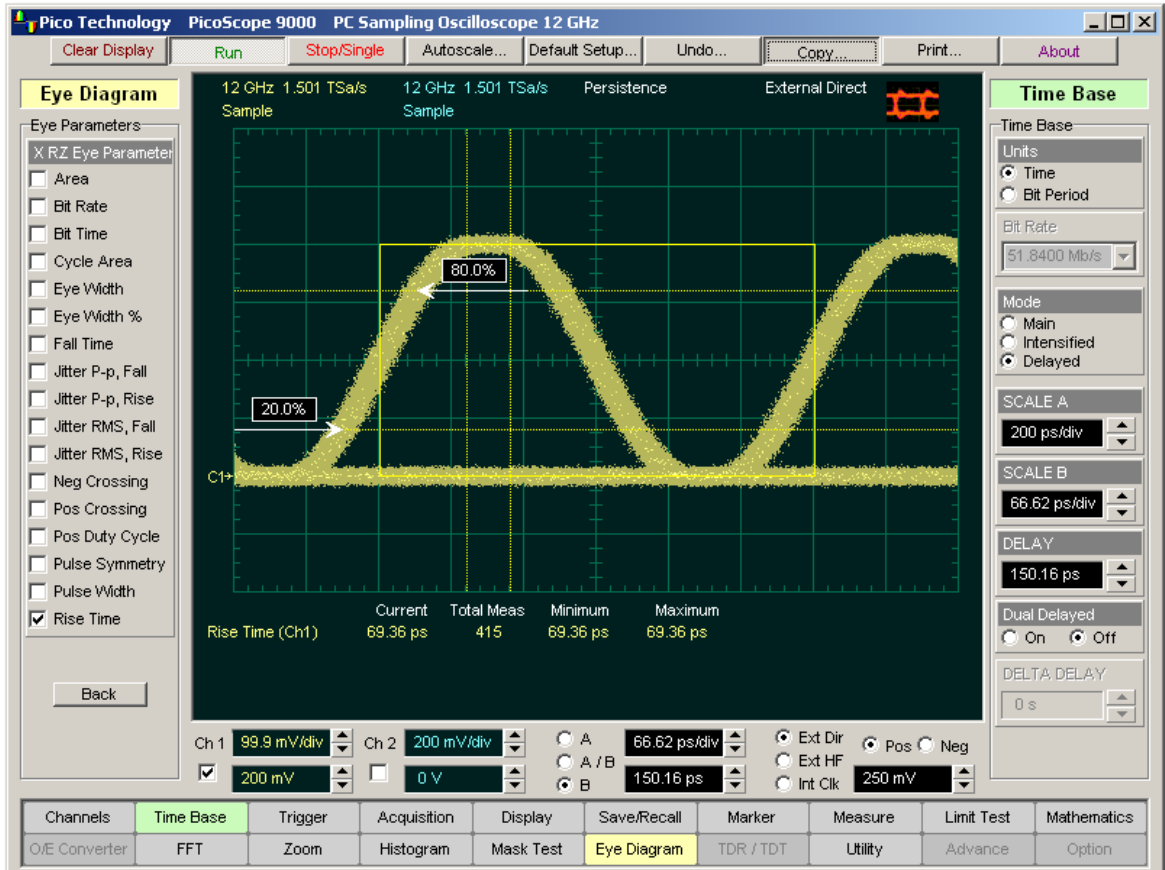 Pico Technology PicoScope 9000 PC Sampling Oscilloscope 12 GHz
Clear Display Run Stop/Single Autoscale... Default Setup... Undo... Copy... Print... About
Eye Diagram
Eye Parameters
X RZ Eye Parameter
Area
Bit Rate
Bit Time
Cycle Area
Eye Width
Eye Width %
Fall Time
Jitter P-p, Fall
Jitter P-p, Rise
Jitter RMS, Fall
Jitter RMS, Rise
Neg Crossing
Pos Crossing
Pos Duty Cycle
Pulse Symmetry
Pulse Width
Rise Time
Back
12 GHz 1.501 TSa/s 12 GHz 1.501 TSa/s Persistence External Direct
Sample Sample
80.0%
20.0%
C1
Current Total Meas Minimum Maximum
Rise Time (Ch1) 69.36 ps 415 69.36 ps 69.36 ps
Time Base
Time Base
Units
Time
Bit Period
Bit Rate
51.8400 Mb/s
Mode
Main
Intensified
Delayed
SCALE A
200 ps/div
SCALE B
66.62 ps/div
DELAY
150.16 ps
Dual Delayed
On Off
DELTA DELAY
0 s
Ch 1 99.9 mV/div Ch 2 200 mV/div A 66.62 ps/div Ext Dir Pos Neg
A / B Ext HF
200 mV 0 V B 150.16 ps Int Clk 250 mV
Channels Time Base Trigger Acquisition Display Save/Recall Marker Measure Limit Test Mathematics
O/E Converter FFT Zoom Histogram Mask Test Eye Diagram TDR / TDT Utility Advance Option